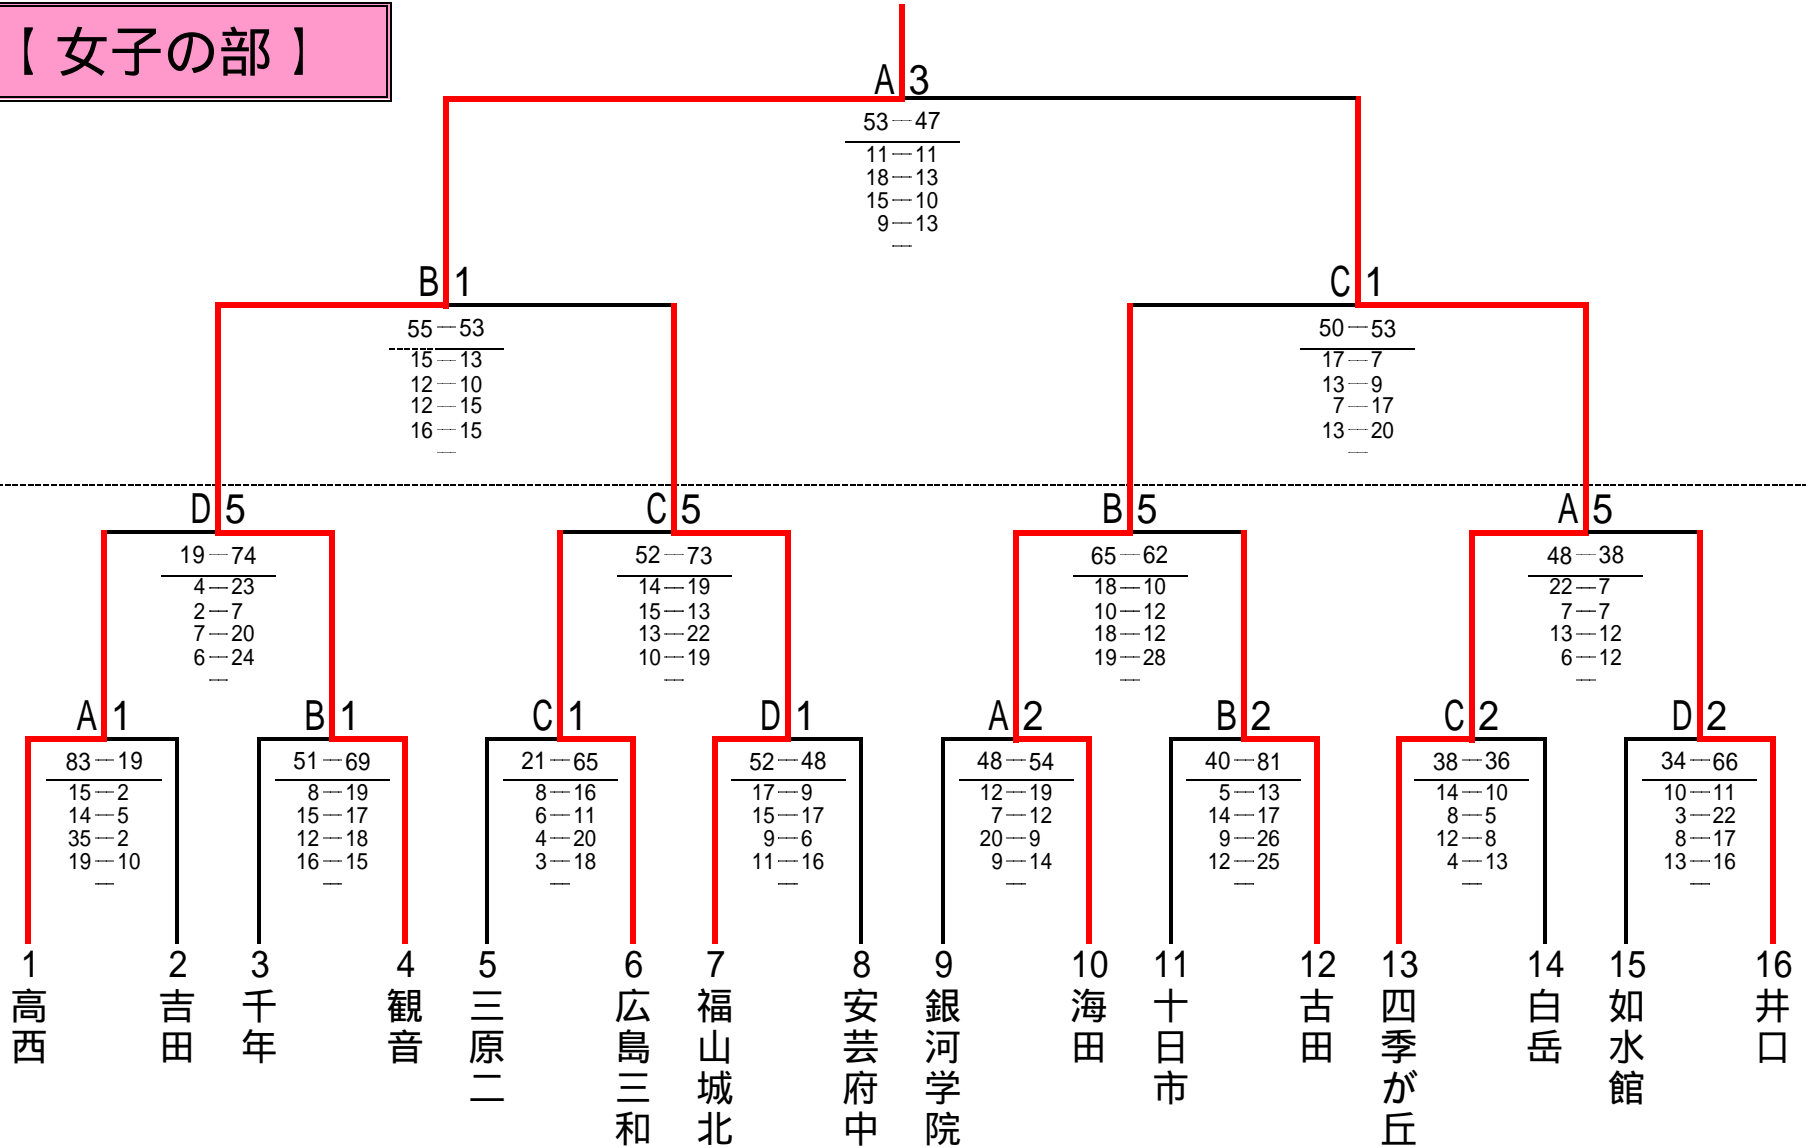 【 女子の部 】
A 3
53 ─ 47
11 ─ 11
18 ─ 13
15 ─ 10
9 ─ 13
─
B 1
55 ─ 53
15 ─ 13
12 ─ 10
12 ─ 15
16 ─ 15
─
C 1
50 ─ 53
17 ─ 7
13 ─ 9
7 ─ 17
13 ─ 20
─
D 5
19 ─ 74
4 ─ 23
2 ─ 7
7 ─ 20
6 ─ 24
─
C 5
52 ─ 73
14 ─ 19
15 ─ 13
13 ─ 22
10 ─ 19
─
B 5
65 ─ 62
18 ─ 10
10 ─ 12
18 ─ 12
19 ─ 28
─
A 5
48 ─ 38
22 ─ 7
7 ─ 7
13 ─ 12
6 ─ 12
─
A 1
83 ─ 19
15 ─ 2
14 ─ 5
35 ─ 2
19 ─ 10
─
B 1
51 ─ 69
8 ─ 19
15 ─ 17
12 ─ 18
16 ─ 15
─
C 1
21 ─ 65
8 ─ 16
6 ─ 11
4 ─ 20
3 ─ 18
─
D 1
52 ─ 48
17 ─ 9
15 ─ 17
9 ─ 6
11 ─ 16
─
A 2
48 ─ 54
12 ─ 19
7 ─ 12
20 ─ 9
9 ─ 14
─
B 2
40 ─ 81
5 ─ 13
14 ─ 17
9 ─ 26
12 ─ 25
─
C 2
38 ─ 36
14 ─ 10
8 ─ 5
12 ─ 8
4 ─ 13
─
D 2
34 ─ 66
10 ─ 11
3 ─ 22
8 ─ 17
13 ─ 16
─
1
高西
2
吉田
3
千年
4
観音
5
三原二
6
広島三和
7
福山城北
8
安芸府中
9
銀河学院
10
海田
11
十日市
12
古田
13
四季が丘
14
白岳
15
如水館
16
井口